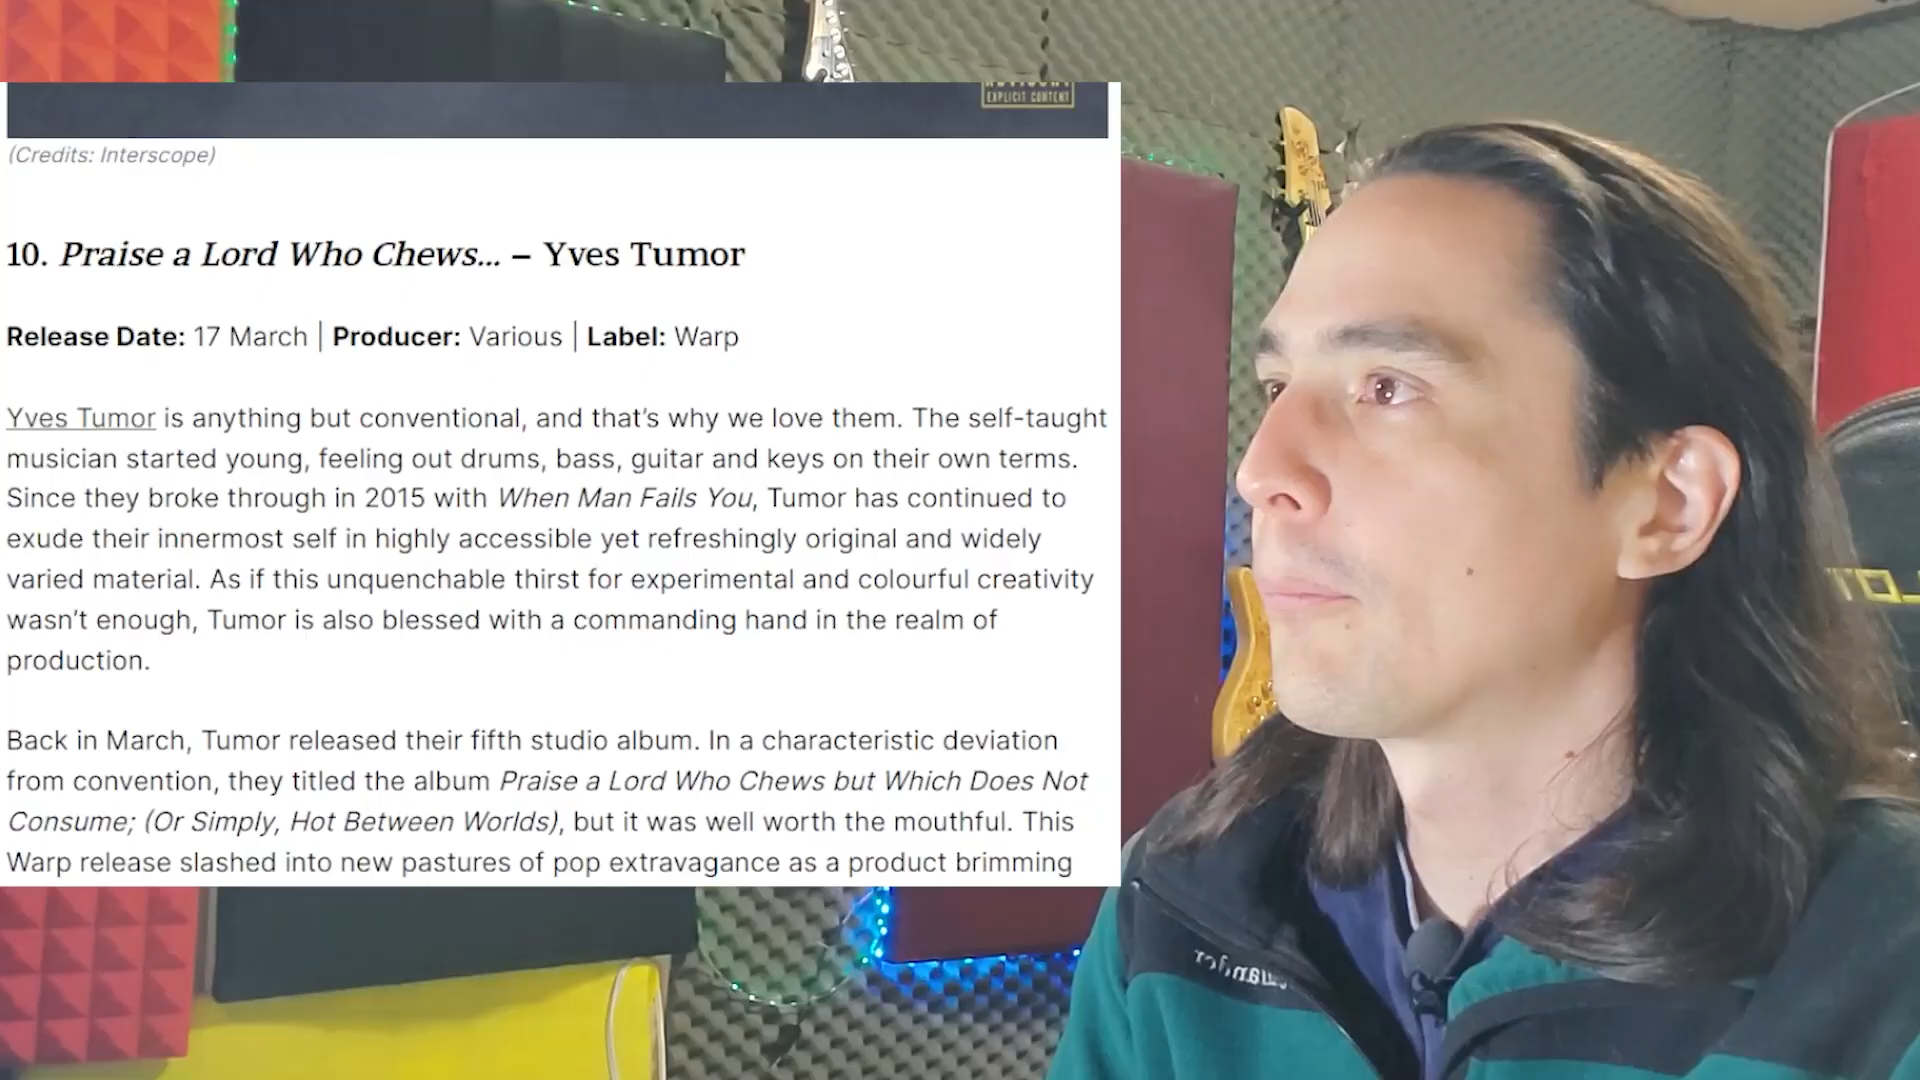 EXPLICIT CONTENT
(Credits: Interscope)
10. Praise a Lord Who Chews... – Yves Tumor
Release Date: 17 March | Producer: Various | Label: Warp
Yves Tumor is anything but conventional, and that’s why we love them. The self-taught
musician started young, feeling out drums, bass, guitar and keys on their own terms.
Since they broke through in 2015 with When Man Fails You, Tumor has continued to
exude their innermost self in highly accessible yet refreshingly original and widely
varied material. As if this unquenchable thirst for experimental and colourful creativity
wasn’t enough, Tumor is also blessed with a commanding hand in the realm of
production.
Back in March, Tumor released their fifth studio album. In a characteristic deviation
from convention, they titled the album Praise a Lord Who Chews but Which Does Not
Consume; (Or Simply, Hot Between Worlds), but it was well worth the mouthful. This
Warp release slashed into new pastures of pop extravagance as a product brimming